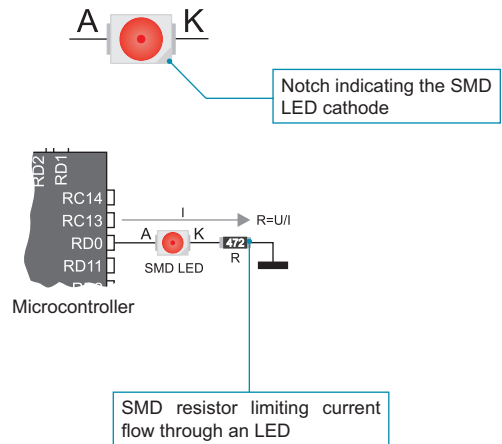 A K
Notch indicating the SMD
LED cathode
RD2
RD1
RC14
RC13
I
R=U/I
RD0
A K
472
RD11
SMD LED
R
Microcontroller
SMD resistor limiting current
flow through an LED